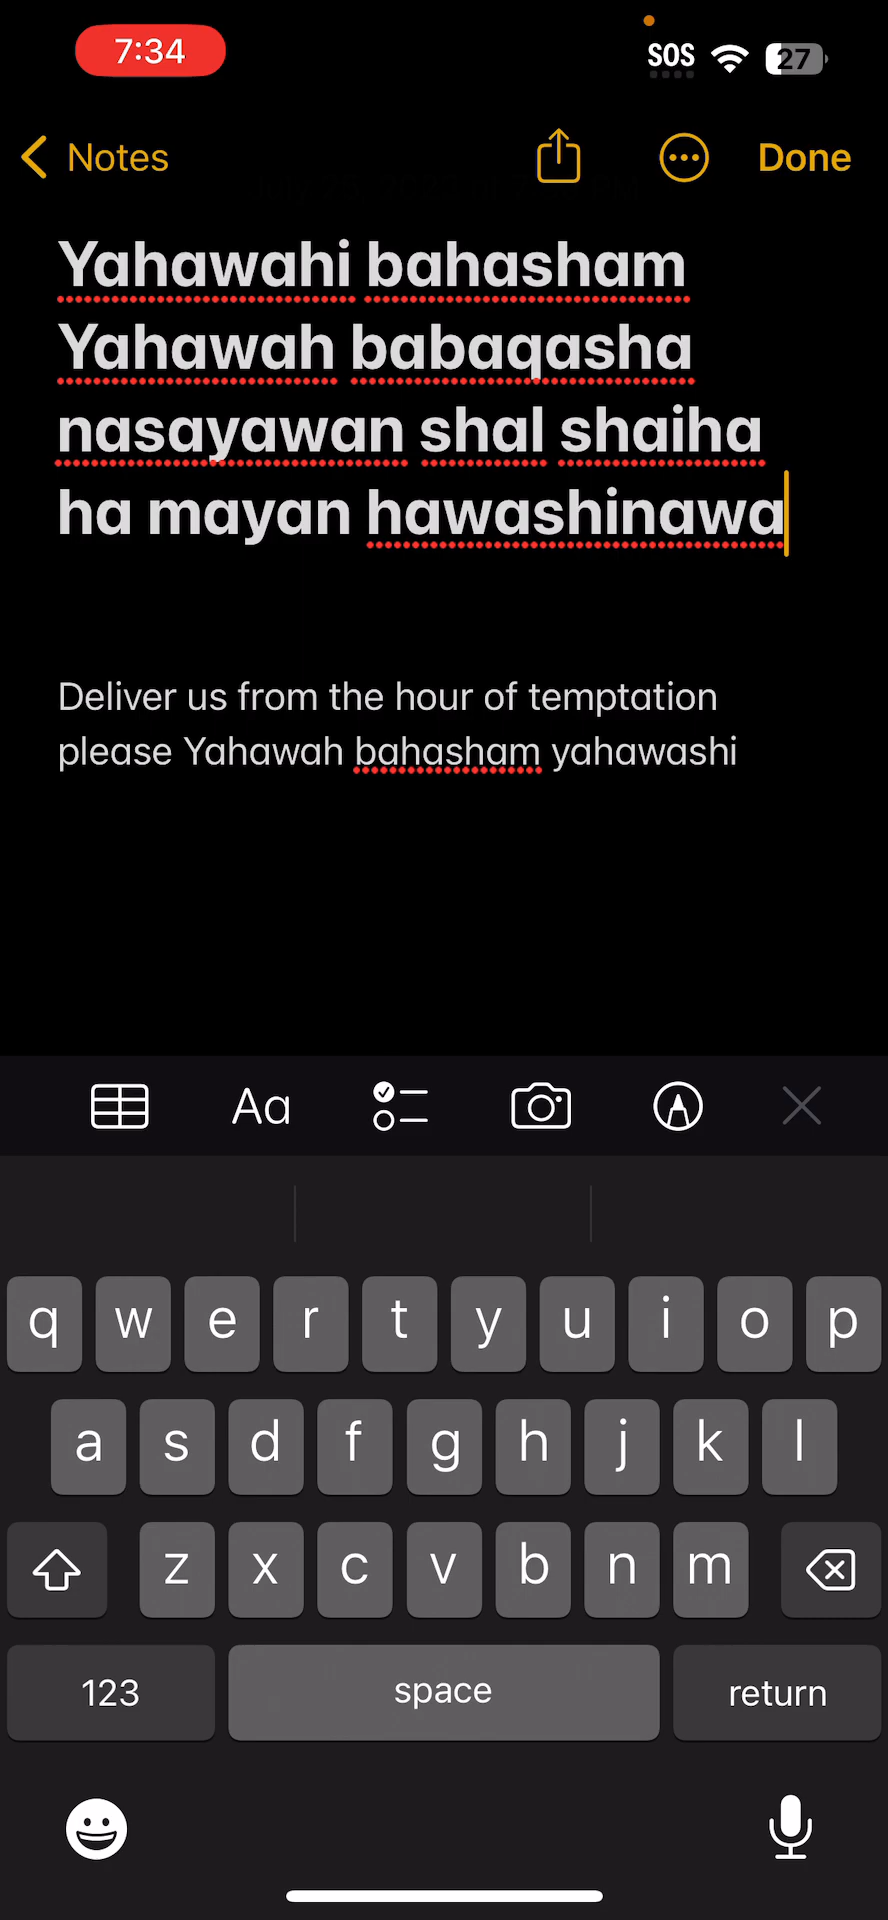 7:34
SOS
27
Notes
Done
Yahawahi bahasham
Yahawah babaqasha
nasayawan shal shaiha
ha mayan hawashinawa
Deliver us from the hour of temptation
please Yahawah bahasham yahawashi
Aa
q w e r t y u i o p
a s d f g h j k l
z x c v b n m
123 space return